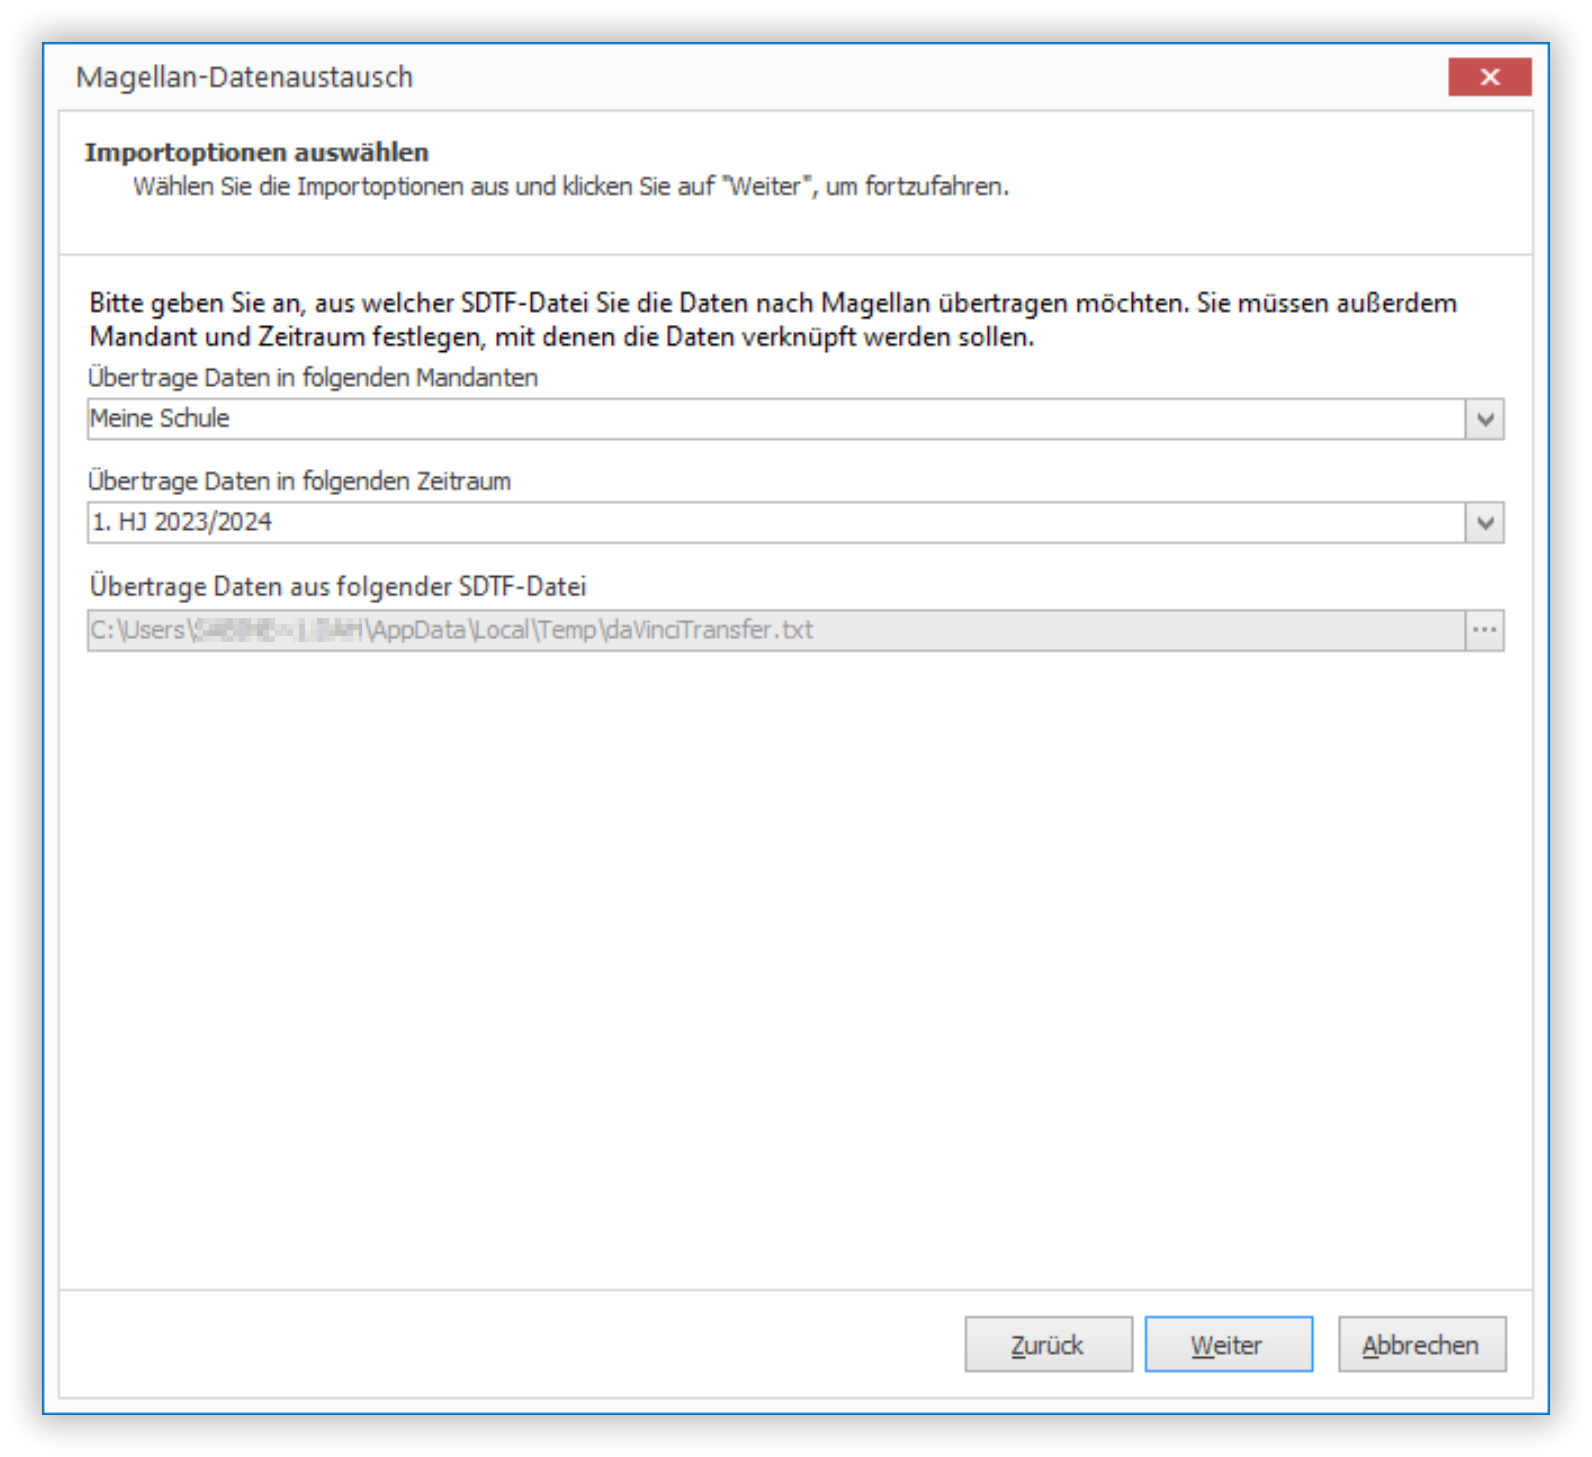 Magellan-Datenaustausch
Importoptionen auswählen
Wählen Sie die Importoptionen aus und klicken Sie auf "Weiter", um fortzufahren.
Bitte geben Sie an, aus welcher SDTF-Datei Sie die Daten nach Magellan übertragen möchten. Sie müssen außerdem
Mandant und Zeitraum festlegen, mit denen die Daten verknüpft werden sollen.
Übertrage Daten in folgenden Mandanten
Meine Schule
Übertrage Daten in folgenden Zeitraum
1. HJ 2023/2024
Übertrage Daten aus folgender SDTF-Datei
C:\Users\ \AppData\Local\Temp\daVinciTransfer.txt
Zurück
Weiter
Abbrechen